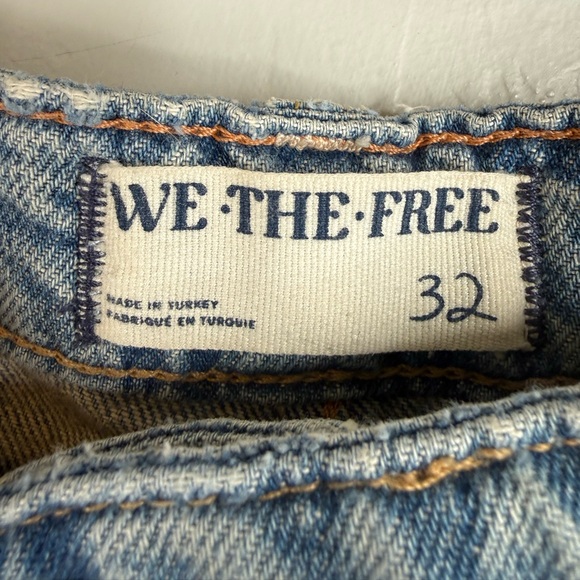 WE·THE·FREE
32
MADE IN TURKEY
FABRIQUÉ EN TURQUIE